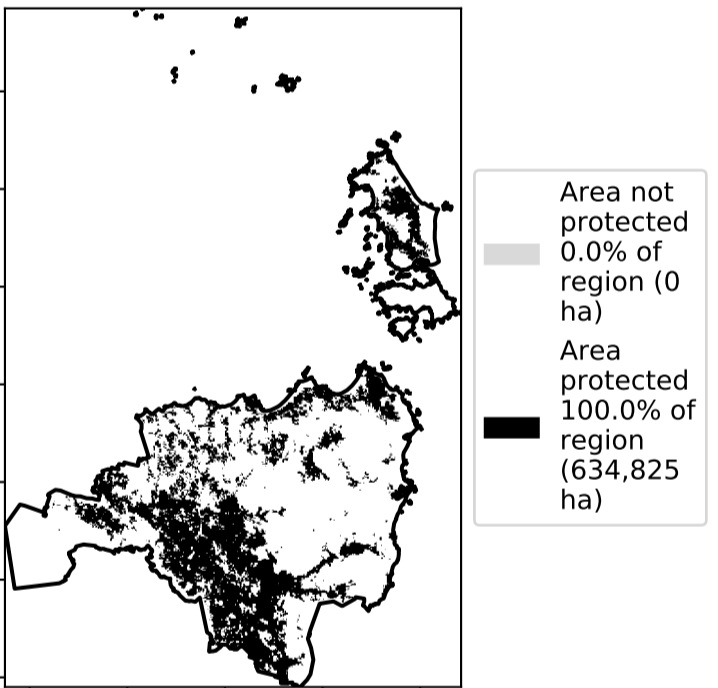 Area not
protected
0.0% of
region (0
ha)
Area
protected
100.0% of
region
(634,825
ha)